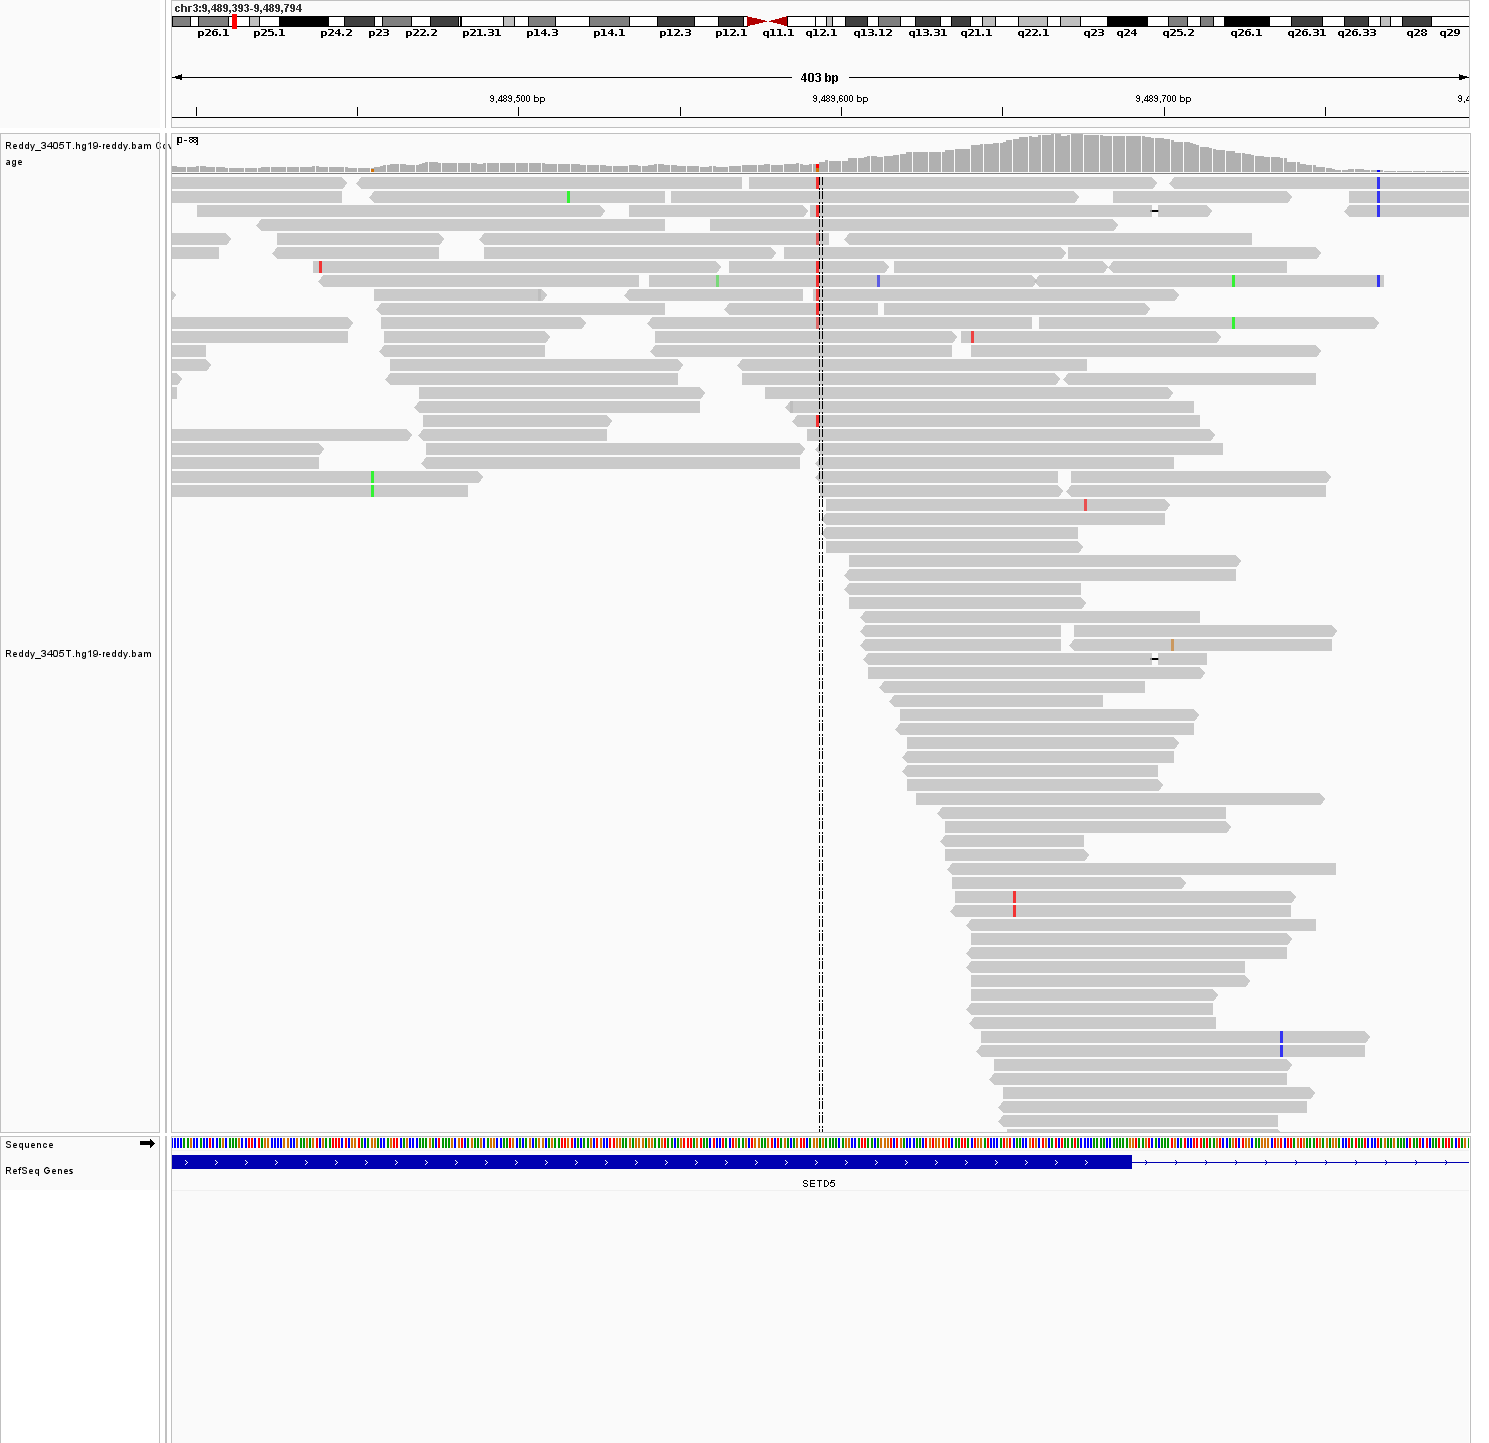 chr3:9,489,393-9,489,794
p26.1 p25.1 p24.2 p23 p22.2 p21.31 p14.3 p14.1 p12.3 p12.1 q11.1 q12.1 q13.12 q13.31 q21.1 q22.1 q23 q24 q25.2 q26.1 q26.31 q26.33 q28 q29
403 bp
9,489,500 bp 9,489,600 bp 9,489,700 bp 9,4
Reddy_3405T.hg19-reddy.bam Cov
age
[0-88]
Reddy_3405T.hg19-reddy.bam
Sequence
RefSeq Genes
SETD5